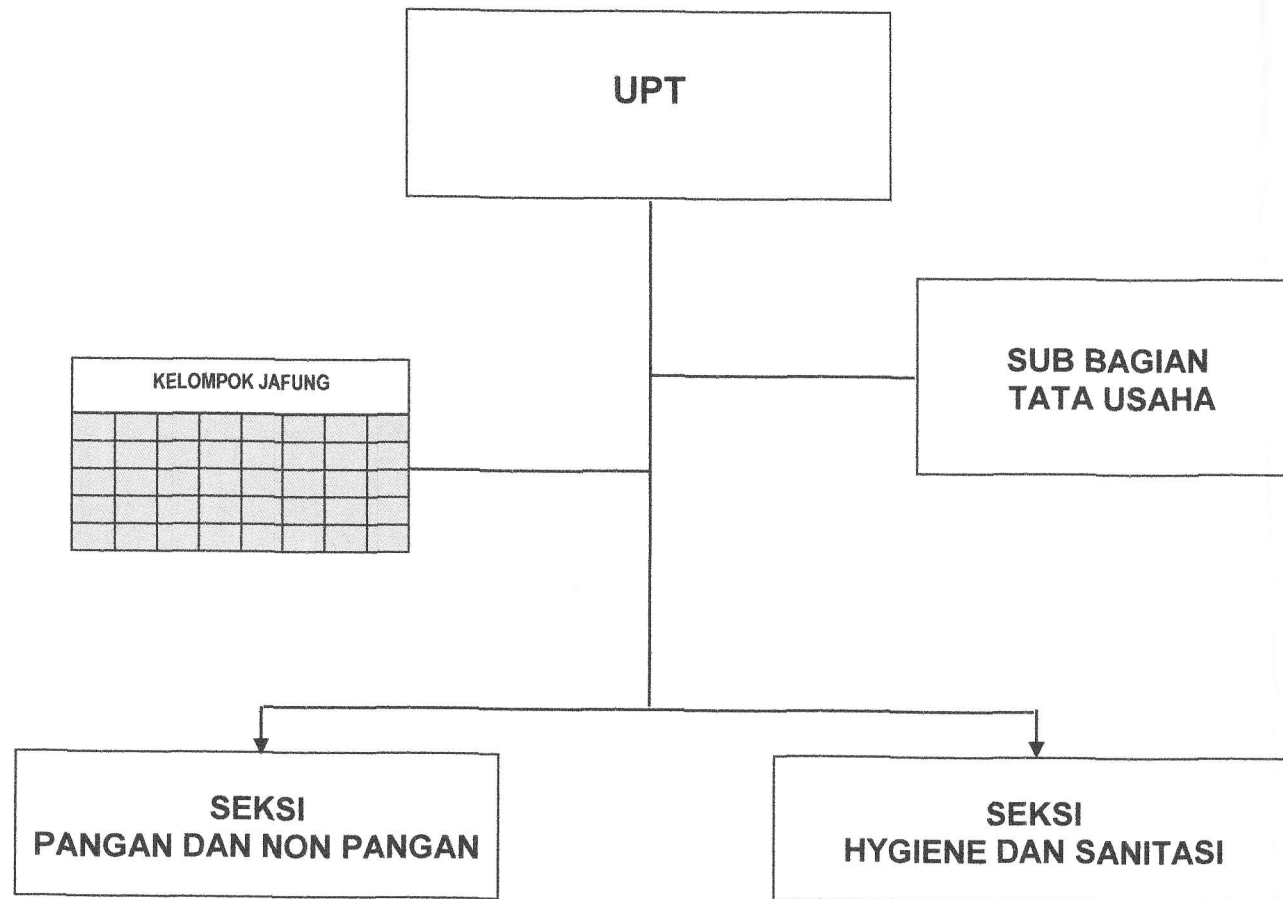 UPT
SUB BAGIAN
TATA USAHA
KELOMPOK JAFUNG
SEKSI
PANGAN DAN NON PANGAN
SEKSI
HYGIENE DAN SANITASI